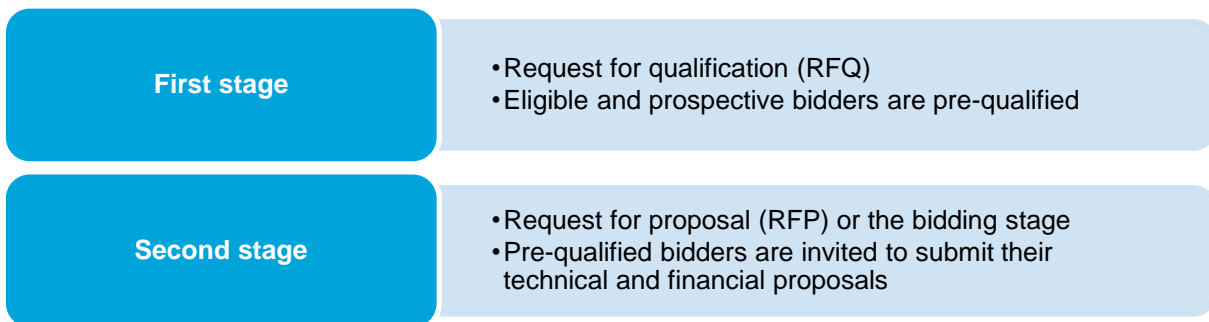 First stage
•Request for qualification (RFQ)
•Eligible and prospective bidders are pre-qualified
Second stage
•Request for proposal (RFP) or the bidding stage
•Pre-qualified bidders are invited to submit their
technical and financial proposals